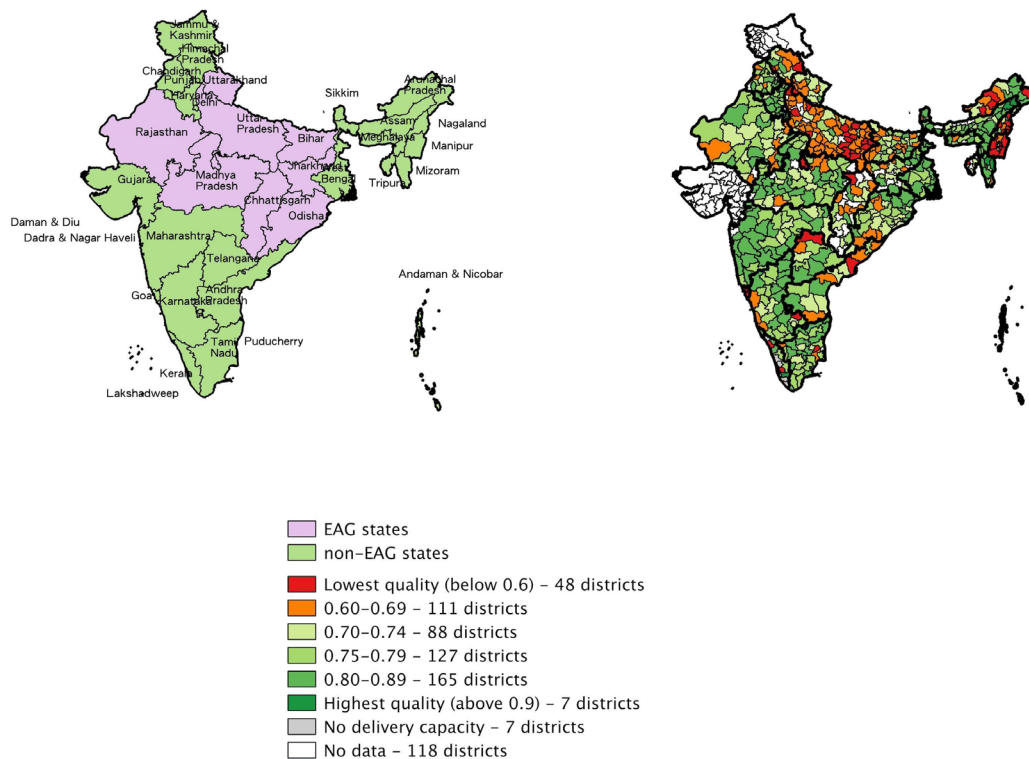 Jammu &
Kashmir
Himachal
Pradesh
Chandigarh
Punjab
Uttarakhand
Haryana
Delhi
Sikkim
Arunachal
Pradesh
Rajasthan
Uttar
Pradesh
Bihar
Assam
Nagaland
Meghalaya
Manipur
Gujarat
Madhya
Pradesh
Jharkhand
West
Bengal
Tripura
Mizoram
Chhattisgarh
Odisha
Daman & Diu
Dadra & Nagar Haveli
Maharashtra
Telangana
Andaman & Nicobar
Goa
Karnataka
Andhra
Pradesh
Tamil
Nadu
Puducherry
Kerala
Lakshadweep
EAG states
non-EAG states
Lowest quality (below 0.6) – 48 districts
0.60–0.69 – 111 districts
0.70–0.74 – 88 districts
0.75–0.79 – 127 districts
0.80–0.89 – 165 districts
Highest quality (above 0.9) – 7 districts
No delivery capacity – 7 districts
No data – 118 districts